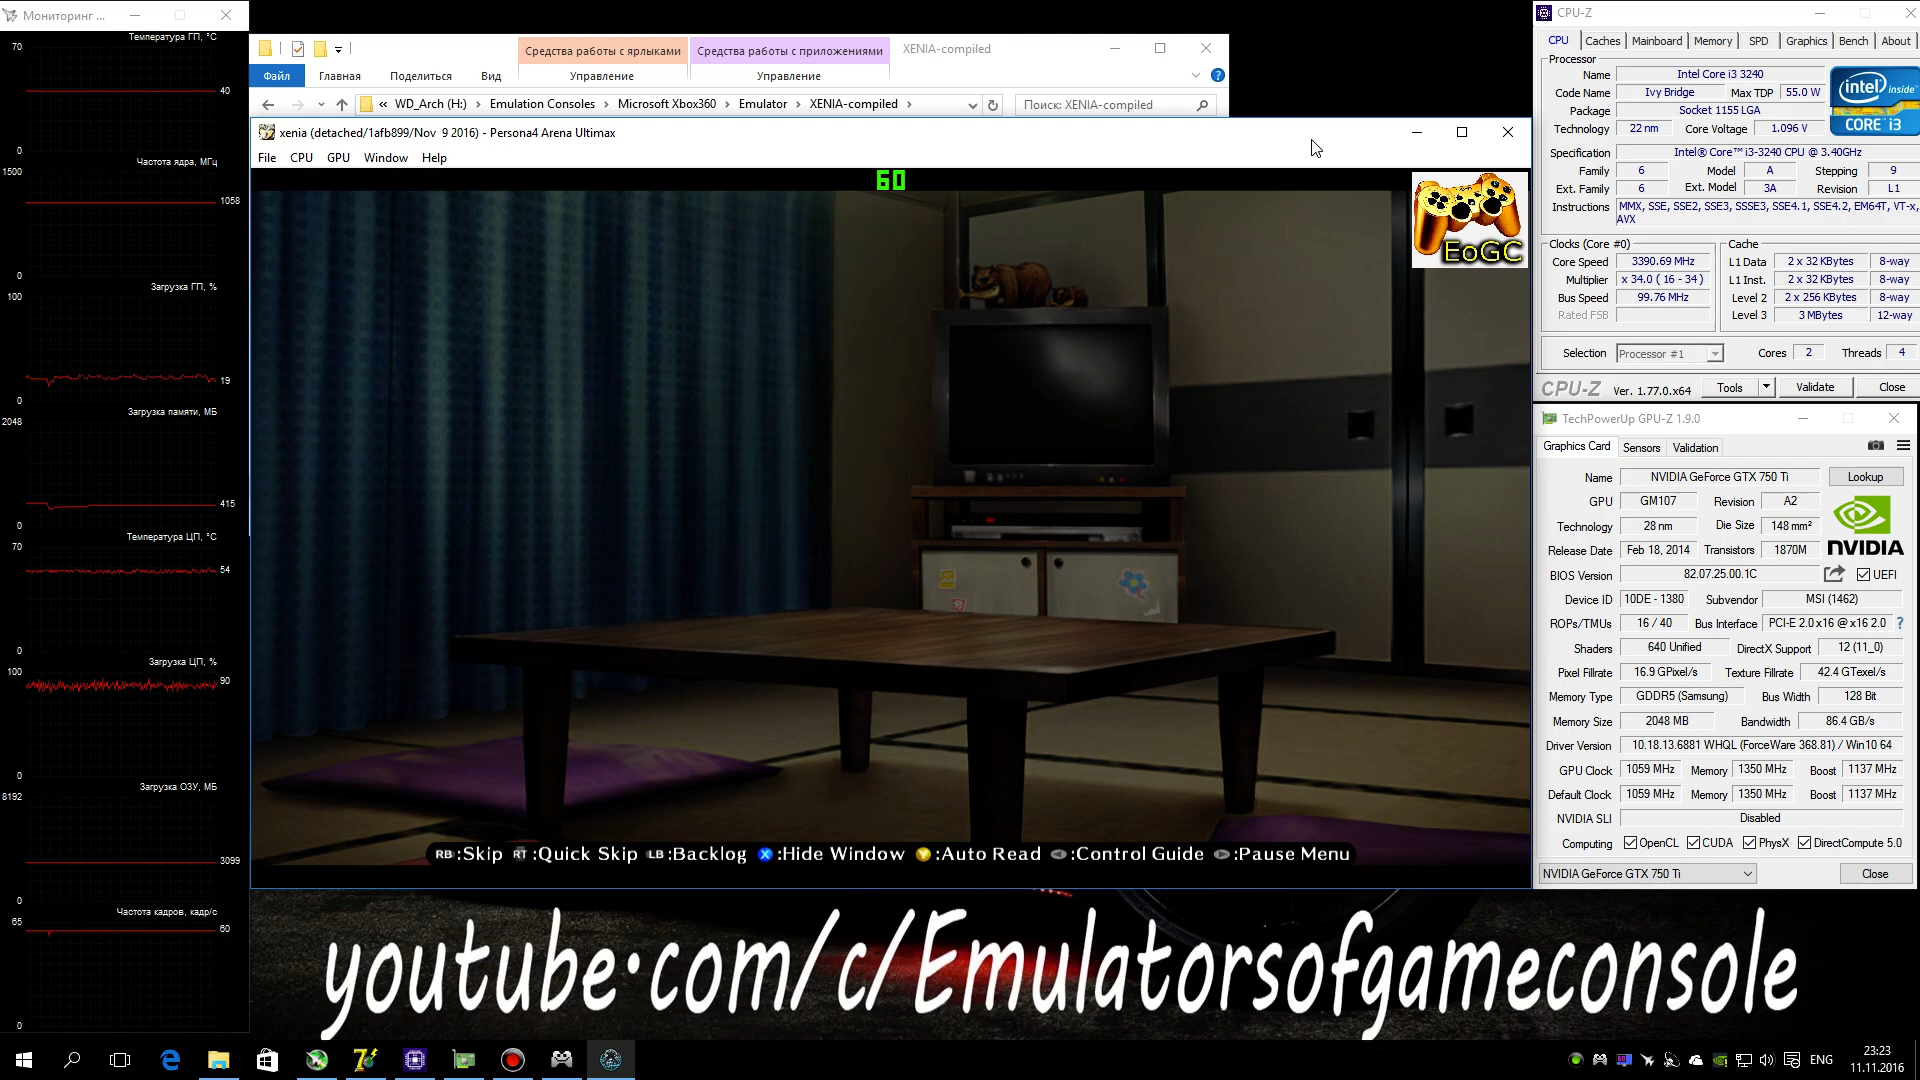 Мониторинг ...
Температура ГП, °C
70
40
0
Частота ядра, МГц
1500
1058
0
Загрузка ГП, %
100
19
0
Загрузка памяти, МБ
2048
415
0
Температура ЦП, °C
70
54
0
Загрузка ЦП, %
100
90
0
Загрузка ОЗУ, МБ
8192
3099
0
Частота кадров, кадр/с
65
60
0
Средства работы с ярлыками Средства работы с приложениями XENIA-compiled
Файл Главная Поделиться Вид Управление Управление
« WD_Arch (H:) › Emulation Consoles › Microsoft Xbox360 › Emulator › XENIA-compiled ›
Поиск: XENIA-compiled
xenia (detached/1afb899/Nov 9 2016) - Persona4 Arena Ultimax
File CPU GPU Window Help
60
EoGC
RB:Skip RT:Quick Skip LB:Backlog X:Hide Window Y:Auto Read :Control Guide :Pause Menu
youtube.com/c/Emulatorsofgameconsole
CPU-Z
CPU Caches Mainboard Memory SPD Graphics Bench About
Processor
Name Intel Core i3 3240
Code Name Ivy Bridge Max TDP 55.0 W
Package Socket 1155 LGA
Technology 22 nm Core Voltage 1.096 V
intel inside™
CORE i3
Specification Intel® Core™ i3-3240 CPU @ 3.40GHz
Family 6 Model A Stepping 9
Ext. Family 6 Ext. Model 3A Revision L1
Instructions MMX, SSE, SSE2, SSE3, SSSE3, SSE4.1, SSE4.2, EM64T, VT-x,
AVX
Clocks (Core #0)
Core Speed 3390.69 MHz
Multiplier x 34.0 ( 16 - 34 )
Bus Speed 99.76 MHz
Rated FSB
Cache
L1 Data 2 x 32 KBytes 8-way
L1 Inst. 2 x 32 KBytes 8-way
Level 2 2 x 256 KBytes 8-way
Level 3 3 MBytes 12-way
Selection Processor #1 Cores 2 Threads 4
CPU-Z Ver. 1.77.0.x64 Tools Validate Close
TechPowerUp GPU-Z 1.9.0
Graphics Card Sensors Validation
Name NVIDIA GeForce GTX 750 Ti Lookup
GPU GM107 Revision A2
Technology 28 nm Die Size 148 mm²
Release Date Feb 18, 2014 Transistors 1870M
NVIDIA
BIOS Version 82.07.25.00.1C UEFI
Device ID 10DE - 1380 Subvendor MSI (1462)
ROPs/TMUs 16 / 40 Bus Interface PCI-E 2.0 x16 @ x16 2.0 ?
Shaders 640 Unified DirectX Support 12 (11_0)
Pixel Fillrate 16.9 GPixel/s Texture Fillrate 42.4 GTexel/s
Memory Type GDDR5 (Samsung) Bus Width 128 Bit
Memory Size 2048 MB Bandwidth 86.4 GB/s
Driver Version 10.18.13.6881 WHQL (ForceWare 368.81) / Win10 64
GPU Clock 1059 MHz Memory 1350 MHz Boost 1137 MHz
Default Clock 1059 MHz Memory 1350 MHz Boost 1137 MHz
NVIDIA SLI Disabled
Computing OpenCL CUDA PhysX DirectCompute 5.0
NVIDIA GeForce GTX 750 Ti Close
ENG
23:23
11.11.2016